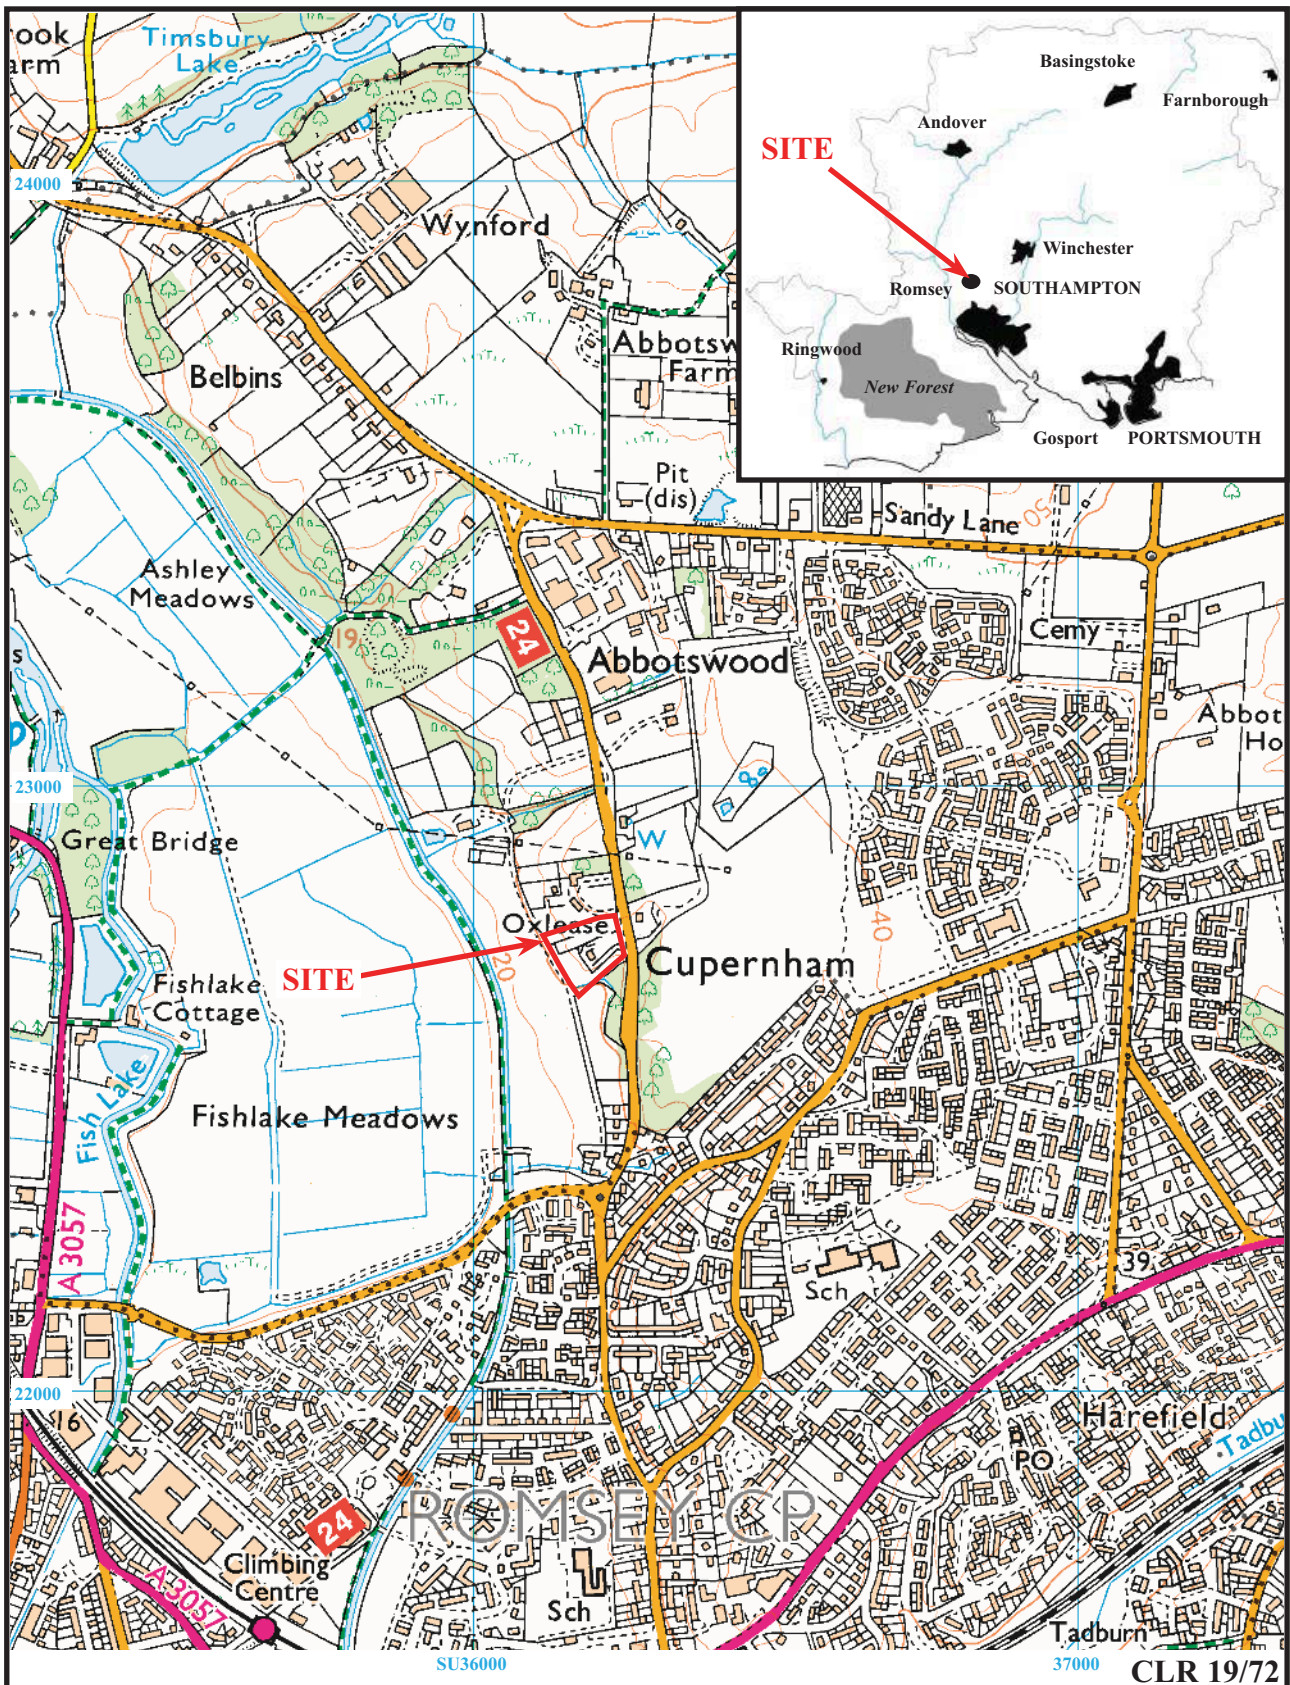 ook
arm
Timsbury
Lake
24000
Wynford
Belbins
Abbotsw
Farm
Pit
(dis)
Sandy Lane
50
Basingstoke
Farnborough
Andover
SITE
Winchester
Romsey
SOUTHAMPTON
Ringwood
New Forest
Gosport
PORTSMOUTH
Ashley
Meadows
19
24
Abbotswood
Cemy
Abbot
Ho
s
23000
Great Bridge
W
Oxlease
SITE
20
Cupernham
40
Fishlake
Cottage
Fish Lake
Fishlake Meadows
A 3057
Sch
39
22000
16
Harefield
Tadbu
PO
ROMSEY CP
24
Climbing
Centre
A 3057
Sch
Tadburn
SU36000
37000
CLR 19/72